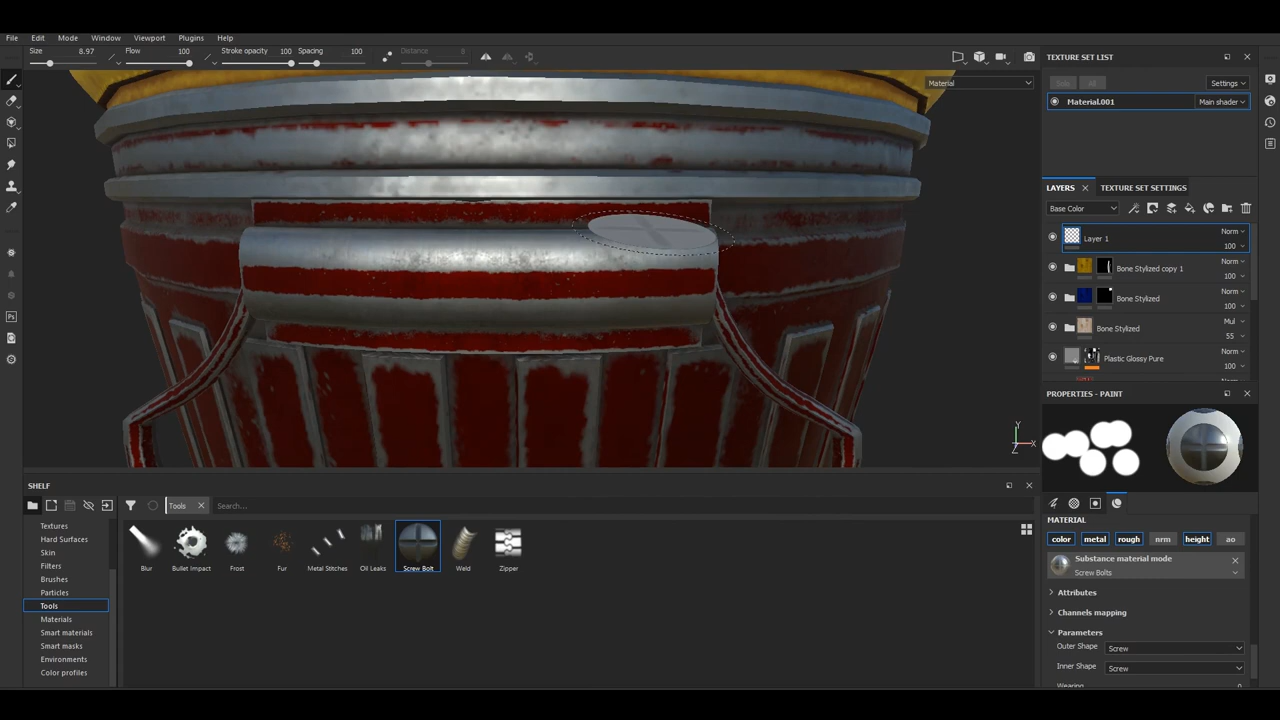 File Edit Mode Window Viewport Plugins Help
Size 8.97 Flow 100 Stroke opacity 100 Spacing 100 Distance 8
Material
TEXTURE SET LIST
Solo All Settings
Material.001 Main shader
LAYERS TEXTURE SET SETTINGS
Base Color
Layer 1 Norm 100
Bone Stylized copy 1 Norm 100
Bone Stylized Norm 100
Bone Stylized Mul 55
Plastic Glossy Pure Norm 100
PROPERTIES - PAINT
Y
X
Z
Ps
MATERIAL
color metal rough nrm height ao
Substance material mode
Screw Bolts
Attributes
Channels mapping
Parameters
Outer Shape Screw
Inner Shape Screw
SHELF
Tools Search...
Textures
Hard Surfaces
Skin
Filters
Brushes
Particles
Tools
Materials
Smart materials
Smart masks
Environments
Color profiles
Blur Bullet Impact Frost Fur Metal Stitches Oil Leaks Screw Bolt Weld Zipper